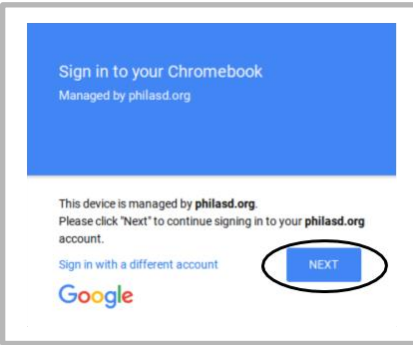 Sign in to your Chromebook
Managed by philasd.org
This device is managed by philasd.org.
Please click "Next" to continue signing in to your philasd.org
account.
Sign in with a different account
NEXT
Google